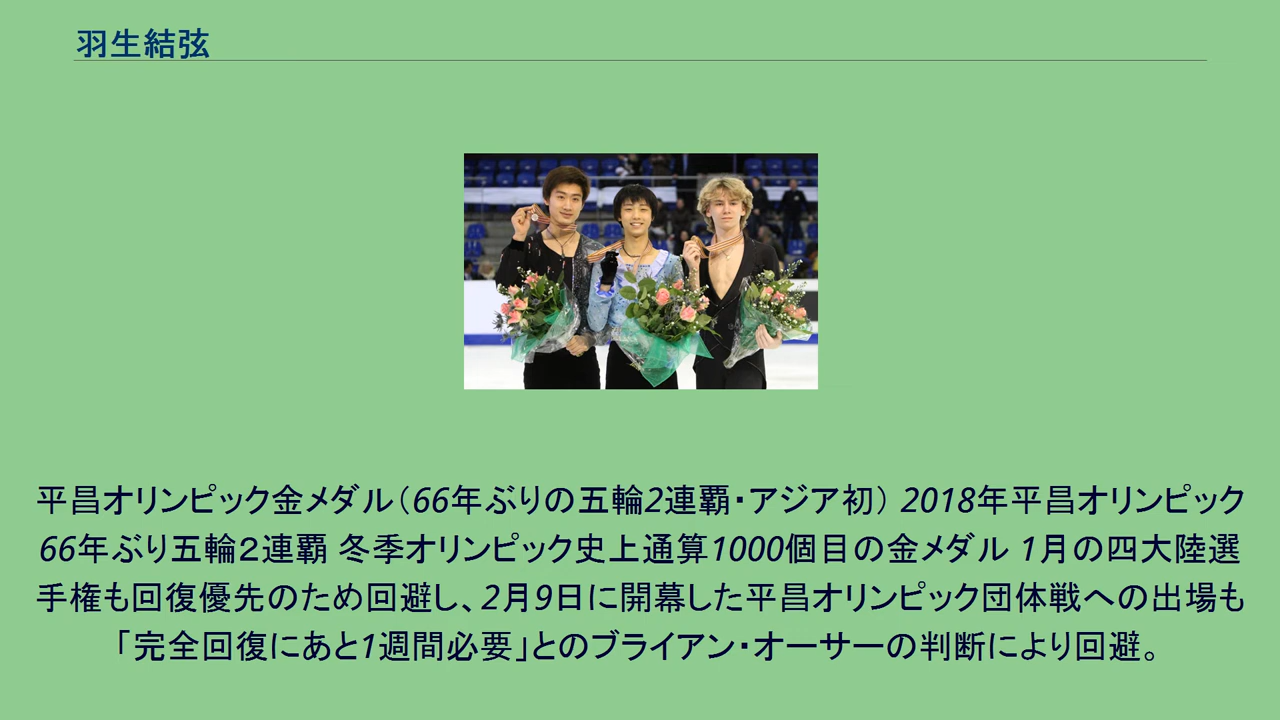 羽生結弦
平昌オリンピック金メダル（66年ぶりの五輪2連覇・アジア初） 2018年平昌オリンピック
66年ぶり五輪２連覇 冬季オリンピック史上通算1000個目の金メダル 1月の四大陸選
手権も回復優先のため回避し、2月9日に開幕した平昌オリンピック団体戦への出場も
「完全回復にあと1週間必要」とのブライアン・オーサーの判断により回避。